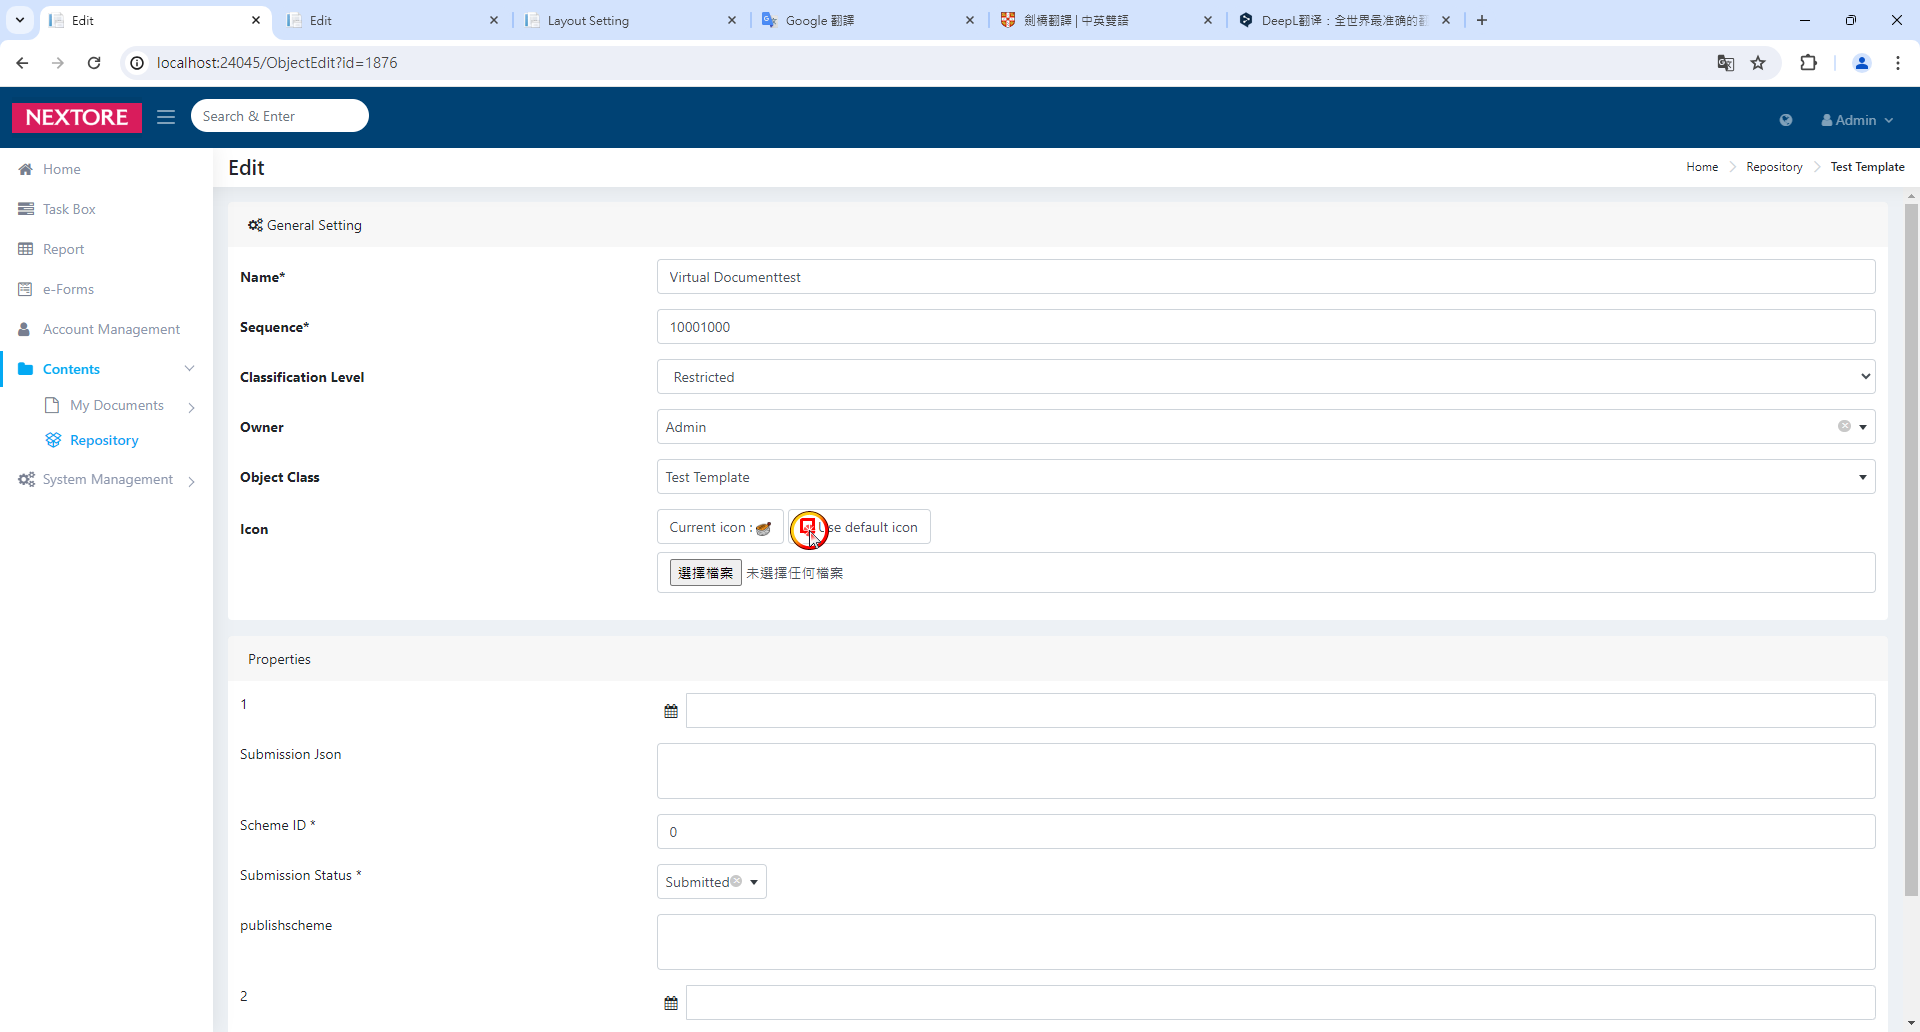 Edit
Edit
Layout Setting
Google 翻譯
劍橋翻譯 | 中英雙語
DeepL翻译：全世界最准确的翻
localhost:24045/ObjectEdit?id=1876
NEXTORE
Search & Enter
Admin
Home
Task Box
Report
e-Forms
Account Management
Contents
My Documents
Repository
System Management
Edit
Home
Repository
Test Template
General Setting
Name*
Virtual Documenttest
Sequence*
10001000
Classification Level
Restricted
Owner
Admin
Object Class
Test Template
Icon
Current icon :
Use default icon
選擇檔案 未選擇任何檔案
Properties
1
Submission Json
Scheme ID *
0
Submission Status *
Submitted
publishscheme
2